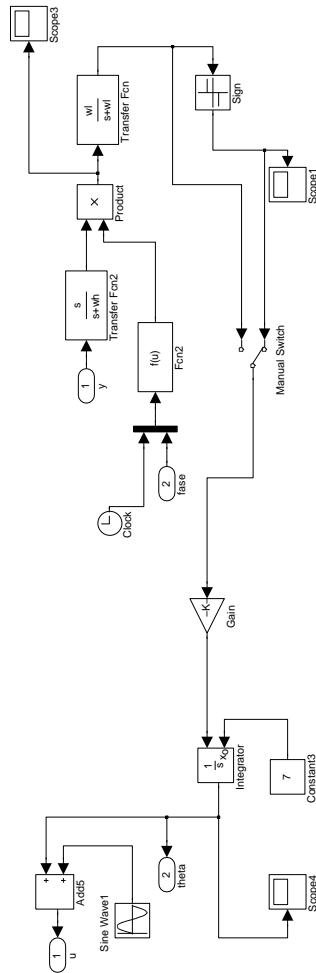 1
u
+
+
Add5
Sine Wave1
2
theta
Scope4
1
s
xo
Integrator
7
Constant3
-K-
Gain
Clock
2
fase
f(u)
Fcn2
1
y
s
s+wh
Transfer Fcn2
×
Product
wl
s+wl
Transfer Fcn
Scope3
Sign
Scope1
Manual Switch